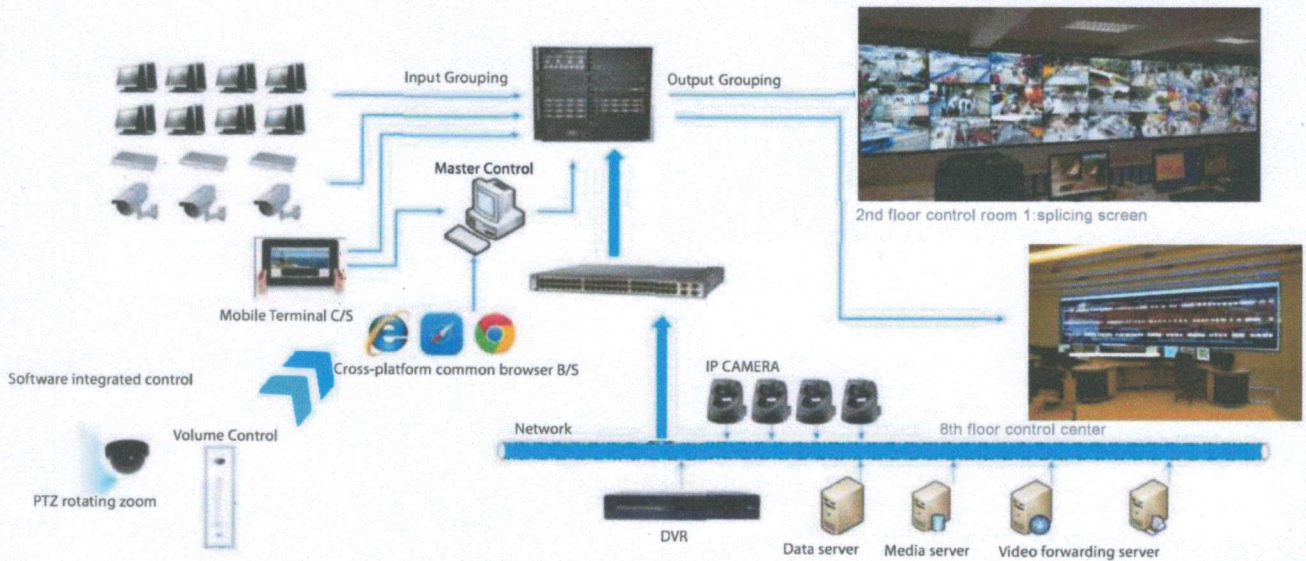 Input Grouping
Output Grouping
Master Control
2nd floor control room 1:splicing screen
Mobile Terminal C/S
Cross-platform common browser B/S
Software integrated control
IP CAMERA
Volume Control
Network
8th floor control center
PTZ rotating zoom
DVR
Data server
Media server
Video forwarding server